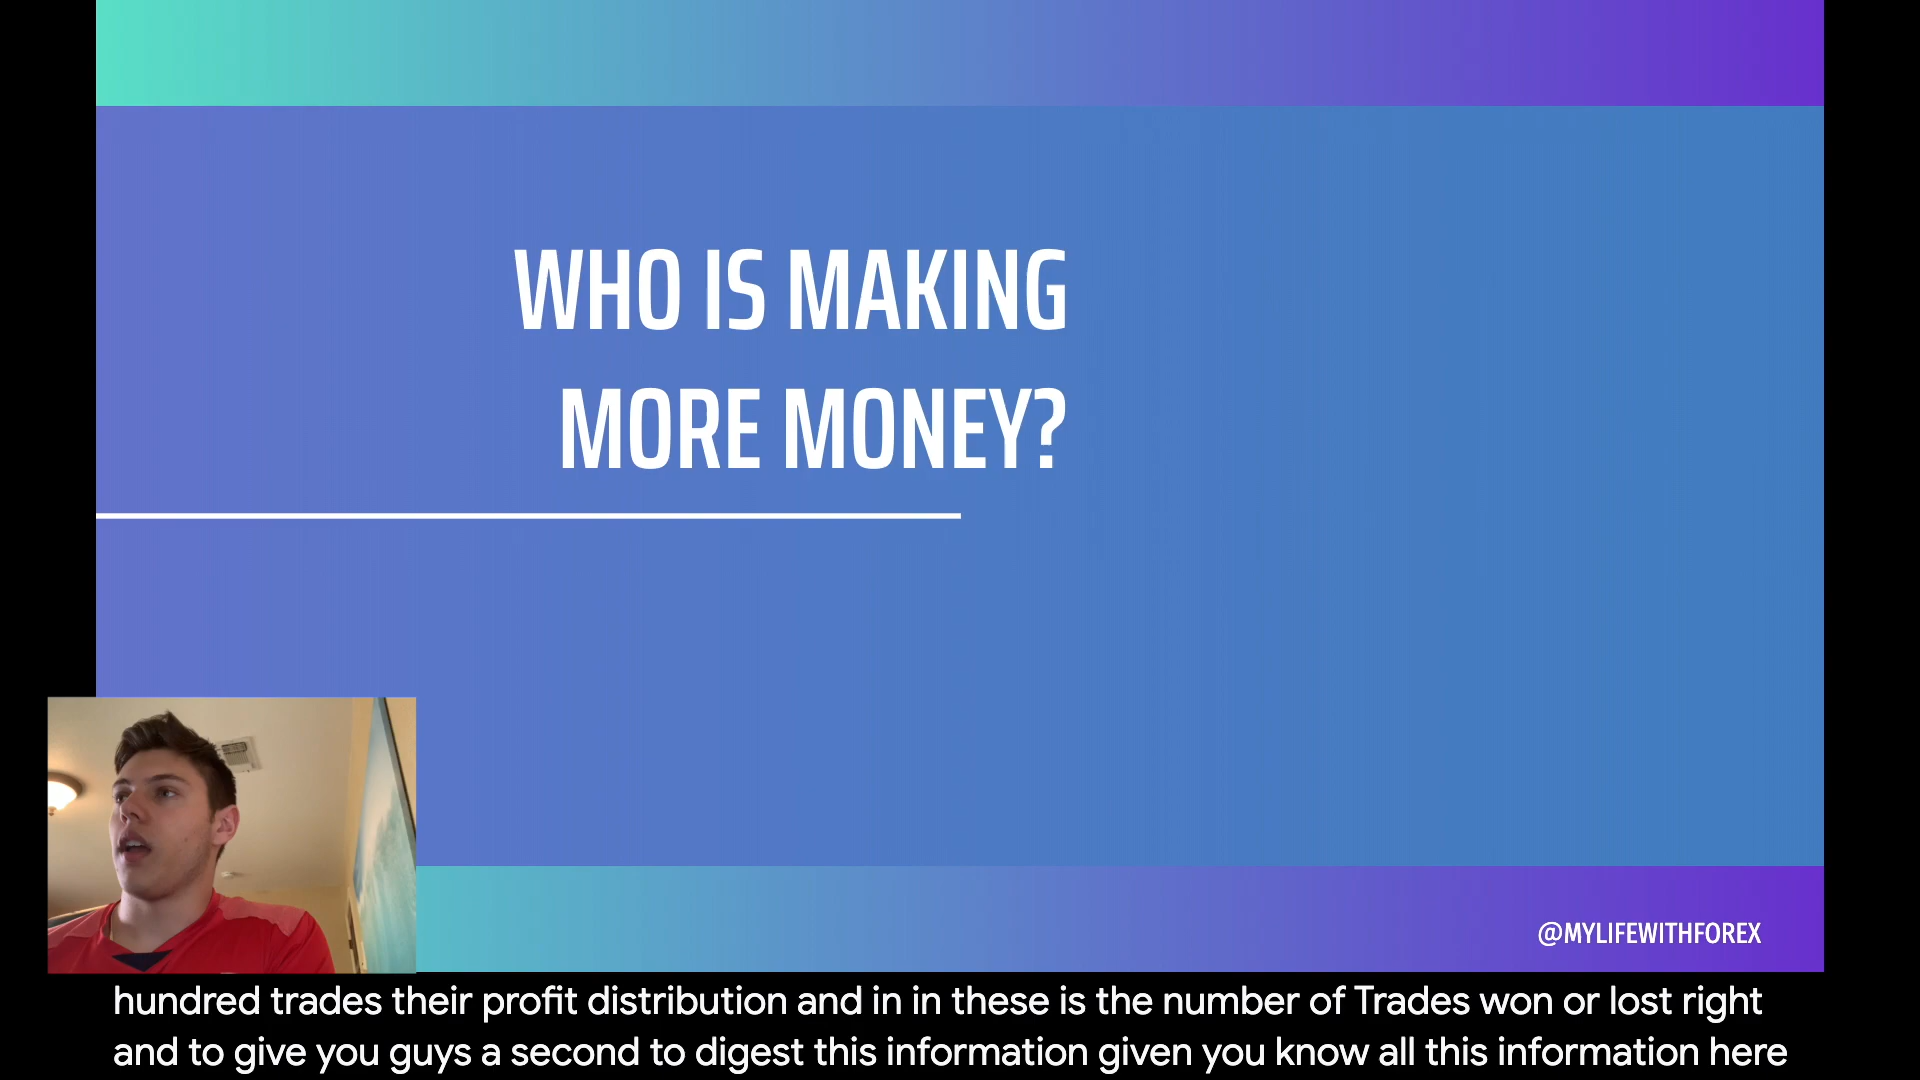 WHO IS MAKING
MORE MONEY?
@MYLIFEWITHFOREX
hundred trades their profit distribution and in in these is the number of Trades won or lost right
and to give you guys a second to digest this information given you know all this information here